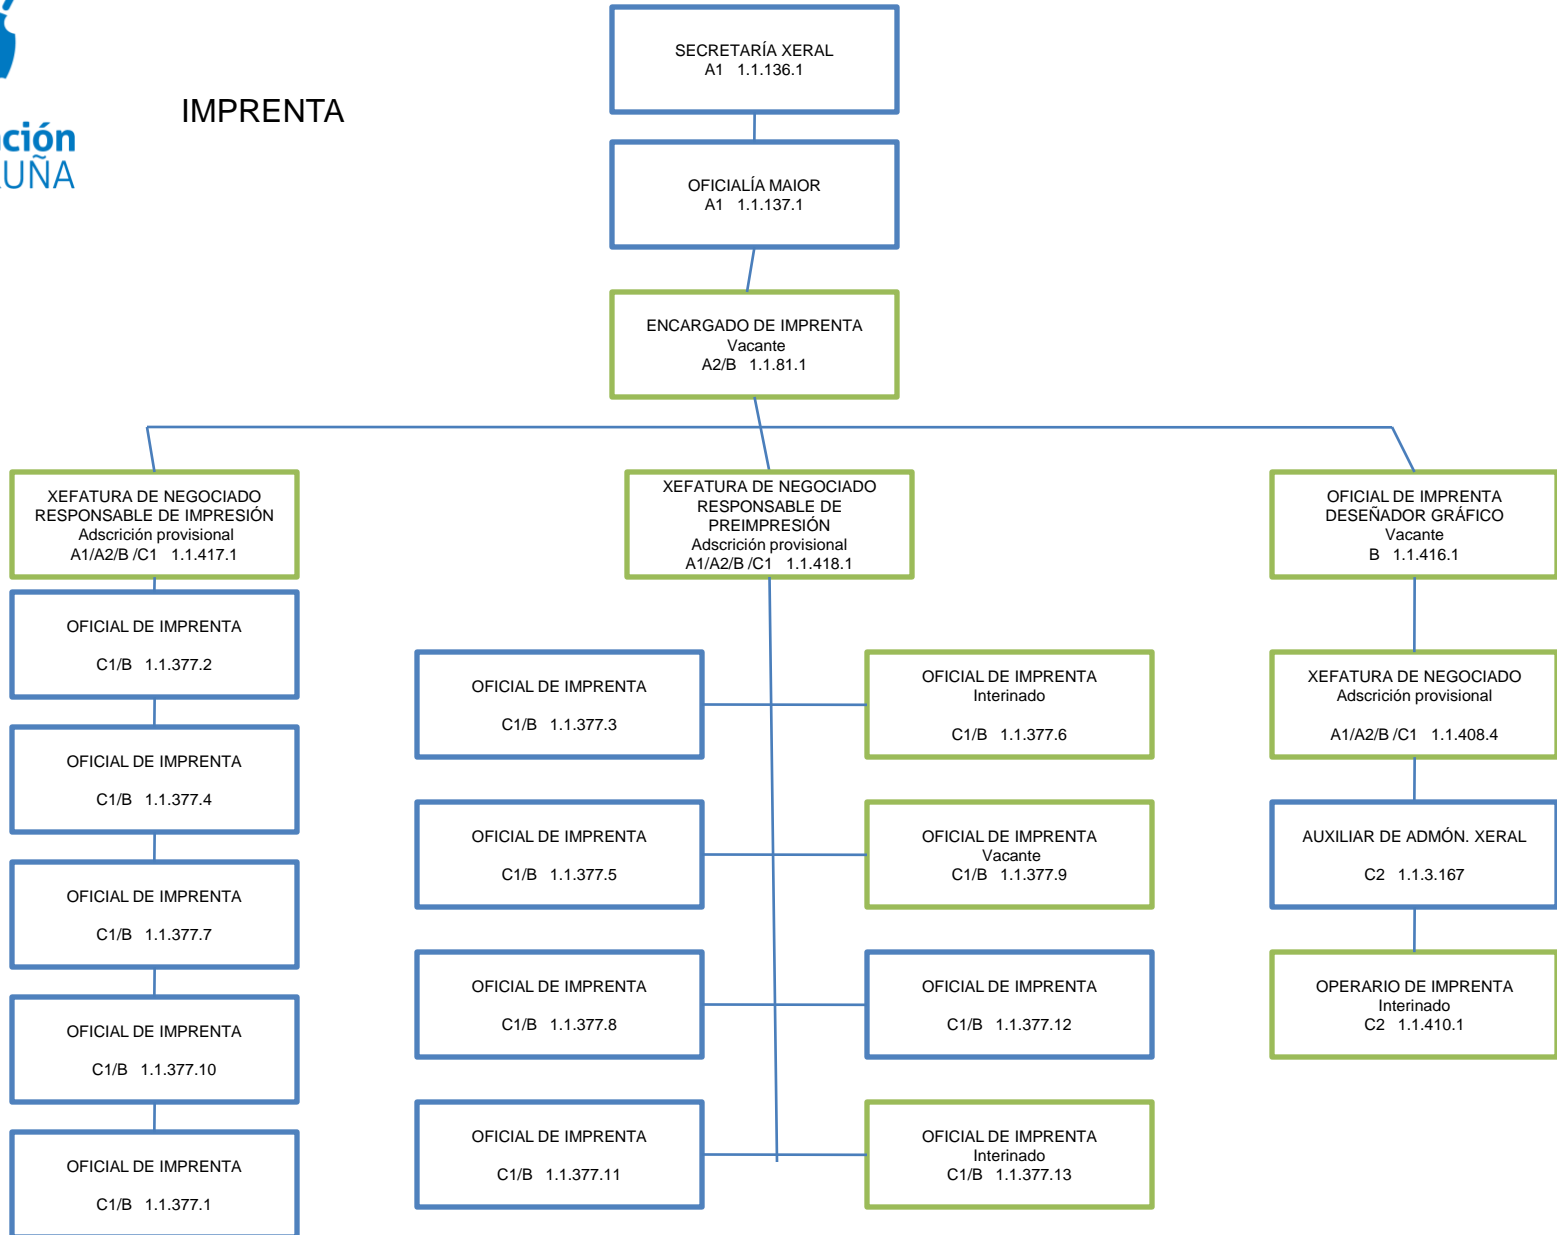 IMPRENTA
SECRETARÍA XERAL
A1 1.1.136.1
OFICIALÍA MAIOR
A1 1.1.137.1
ENCARGADO DE IMPRENTA
Vacante
A2/B 1.1.81.1
XEFATURA DE NEGOCIADO
RESPONSABLE DE IMPRESIÓN
Adscrición provisional
A1/A2/B /C1 1.1.417.1
OFICIAL DE IMPRENTA
C1/B 1.1.377.2
OFICIAL DE IMPRENTA
C1/B 1.1.377.4
OFICIAL DE IMPRENTA
C1/B 1.1.377.7
OFICIAL DE IMPRENTA
C1/B 1.1.377.10
OFICIAL DE IMPRENTA
C1/B 1.1.377.1
XEFATURA DE NEGOCIADO
RESPONSABLE DE
PREIMPRESIÓN
Adscrición provisional
A1/A2/B /C1 1.1.418.1
OFICIAL DE IMPRENTA
C1/B 1.1.377.3
OFICIAL DE IMPRENTA
Interinado
C1/B 1.1.377.6
OFICIAL DE IMPRENTA
C1/B 1.1.377.5
OFICIAL DE IMPRENTA
Vacante
C1/B 1.1.377.9
OFICIAL DE IMPRENTA
C1/B 1.1.377.8
OFICIAL DE IMPRENTA
C1/B 1.1.377.12
OFICIAL DE IMPRENTA
C1/B 1.1.377.11
OFICIAL DE IMPRENTA
Interinado
C1/B 1.1.377.13
OFICIAL DE IMPRENTA
DESEÑADOR GRÁFICO
Vacante
B 1.1.416.1
XEFATURA DE NEGOCIADO
Adscrición provisional
A1/A2/B /C1 1.1.408.4
AUXILIAR DE ADMÓN. XERAL
C2 1.1.3.167
OPERARIO DE IMPRENTA
Interinado
C2 1.1.410.1